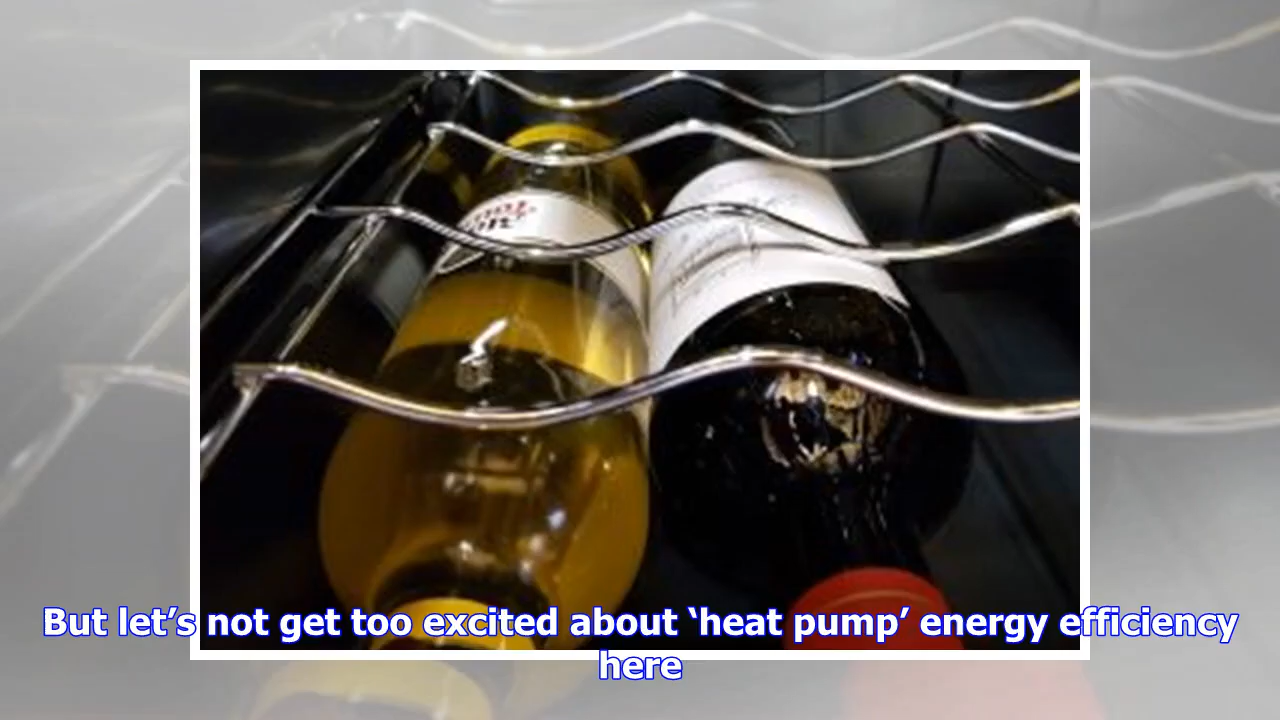 But let’s not get too excited about ‘heat pump’ energy efficiency
here